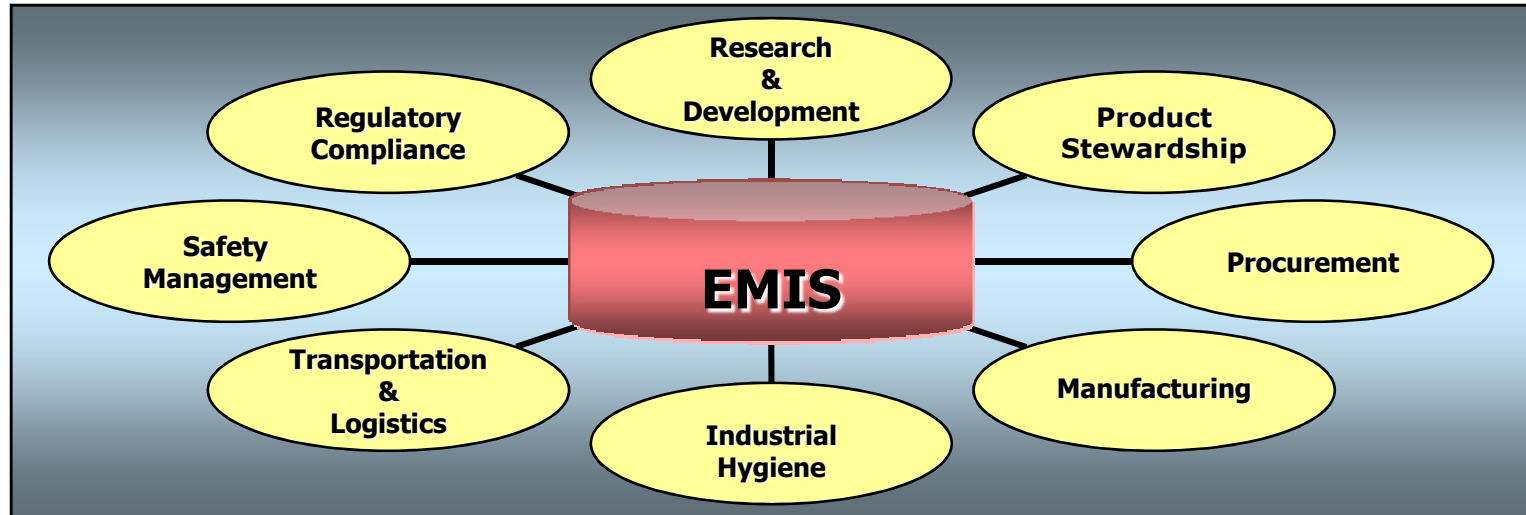 Research
&
Development
Regulatory
Compliance
Product
Stewardship
Safety
Management
EMIS
Procurement
Transportation
&
Logistics
Manufacturing
Industrial
Hygiene